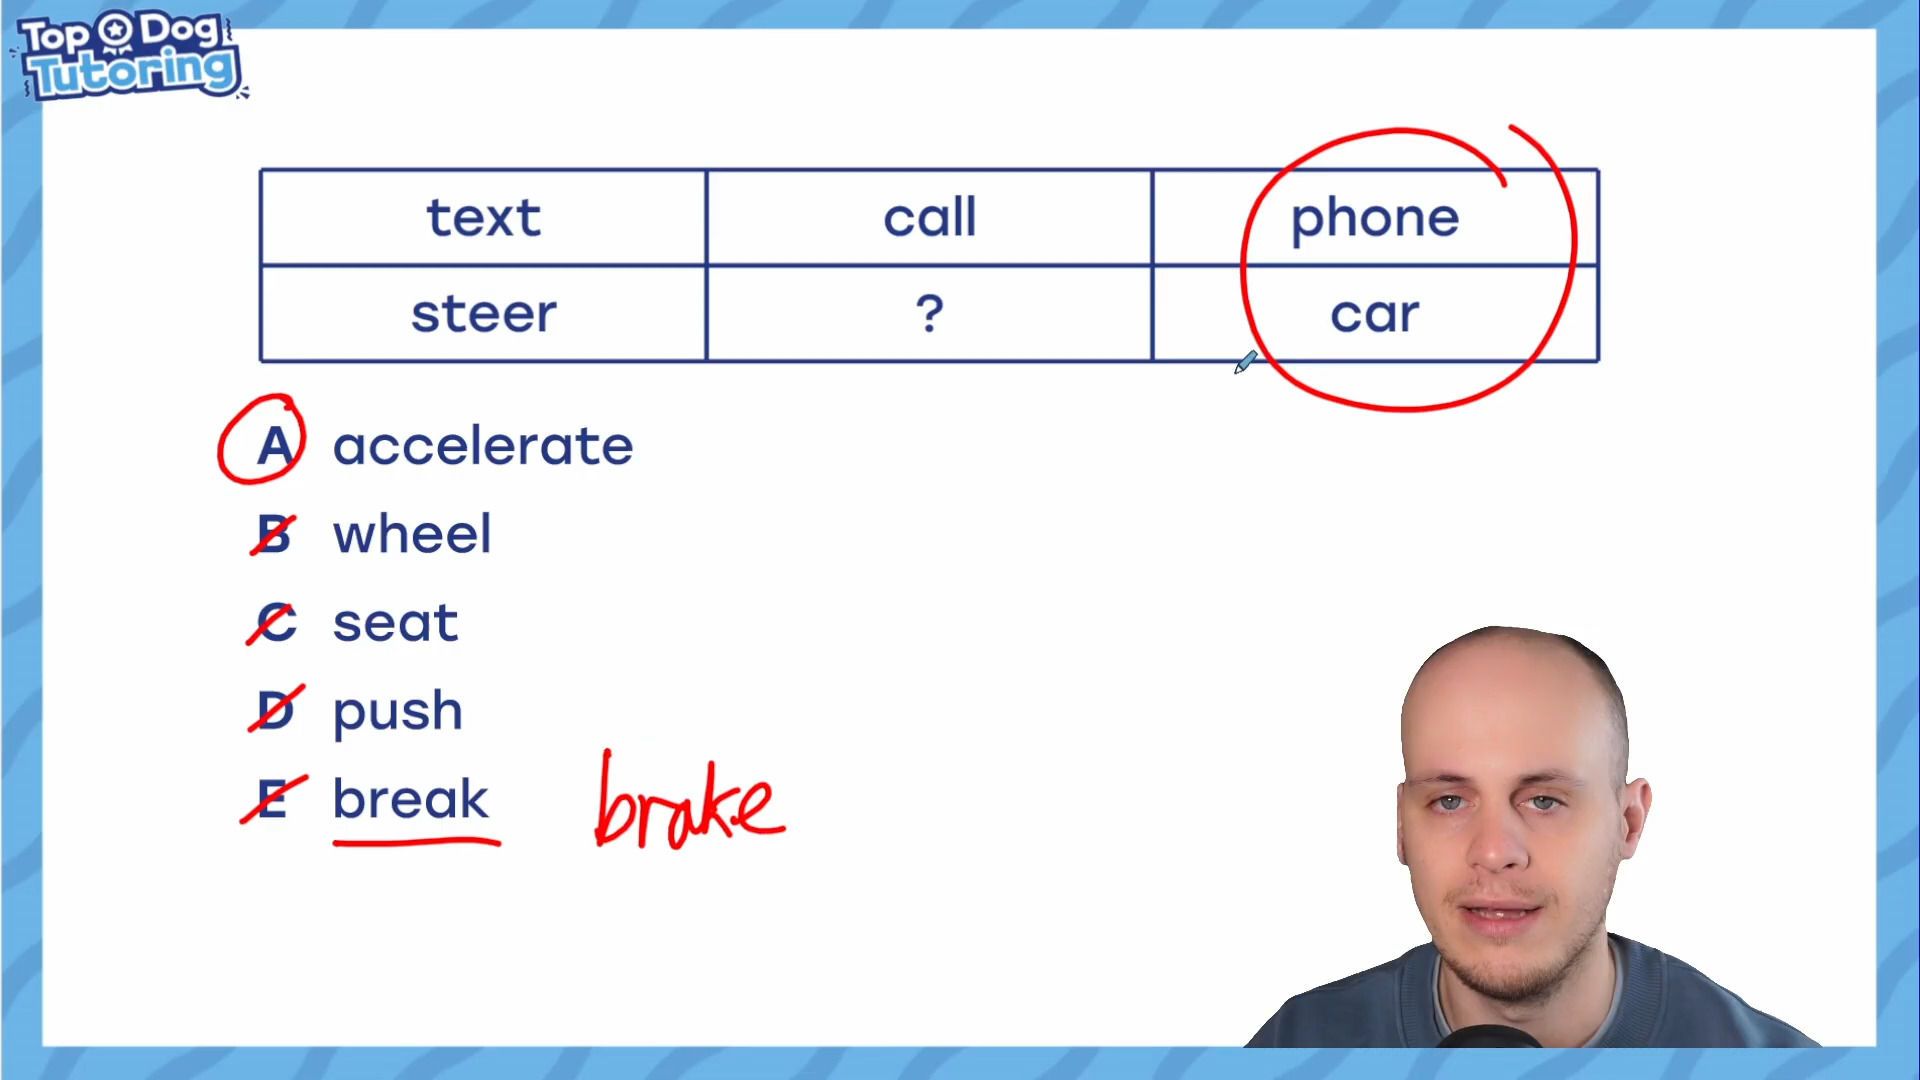 Top Dog
Tutoring
text call phone
steer ? car
A accelerate
B wheel
C seat
D push
E break brake